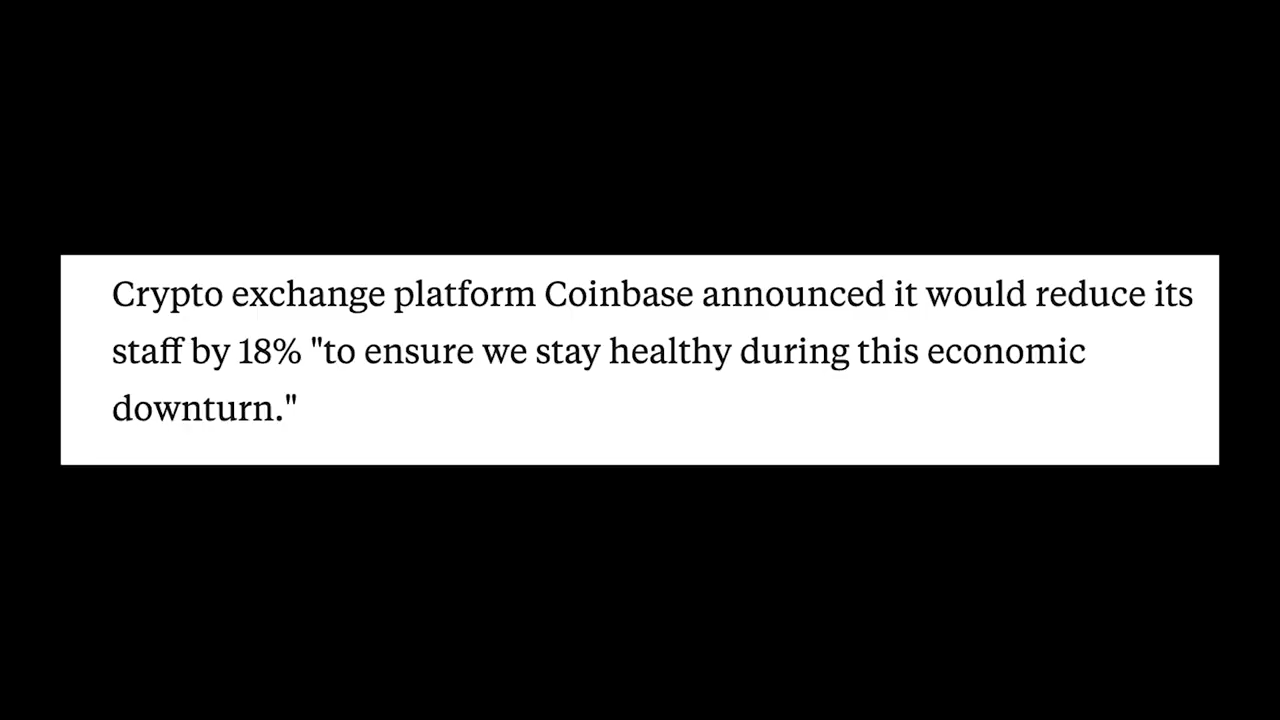 Crypto exchange platform Coinbase announced it would reduce its
staff by 18% "to ensure we stay healthy during this economic
downturn."